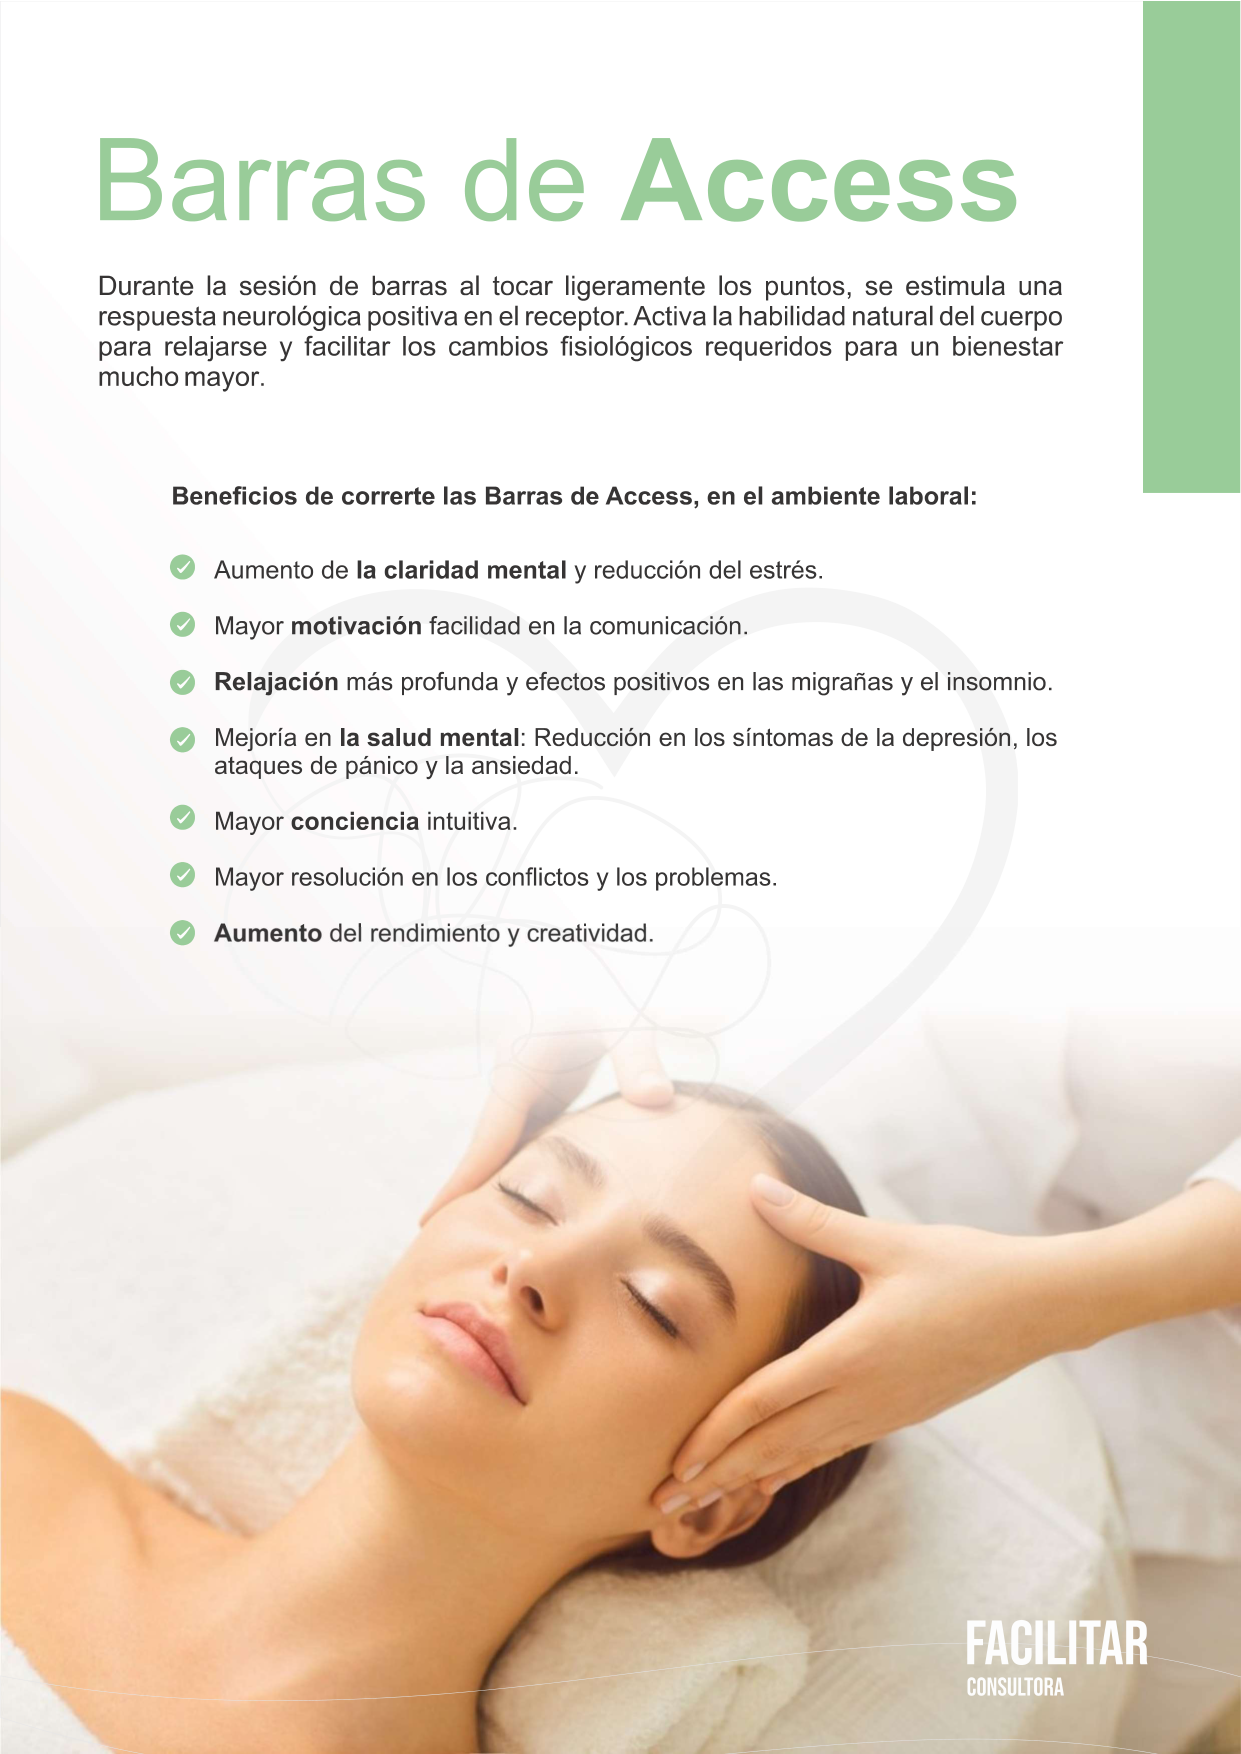 Barras de Access
Durante la sesión de barras al tocar ligeramente los puntos, se estimula una
respuesta neurológica positiva en el receptor. Activa la habilidad natural del cuerpo
para relajarse y facilitar los cambios fisiológicos requeridos para un bienestar
mucho mayor.
Beneficios de correrte las Barras de Access, en el ambiente laboral:
Aumento de la claridad mental y reducción del estrés.
Mayor motivación facilidad en la comunicación.
Relajación más profunda y efectos positivos en las migrañas y el insomnio.
Mejoría en la salud mental: Reducción en los síntomas de la depresión, los
ataques de pánico y la ansiedad.
Mayor conciencia intuitiva.
Mayor resolución en los conflictos y los problemas.
Aumento del rendimiento y creatividad.
FACILITAR
CONSULTORA